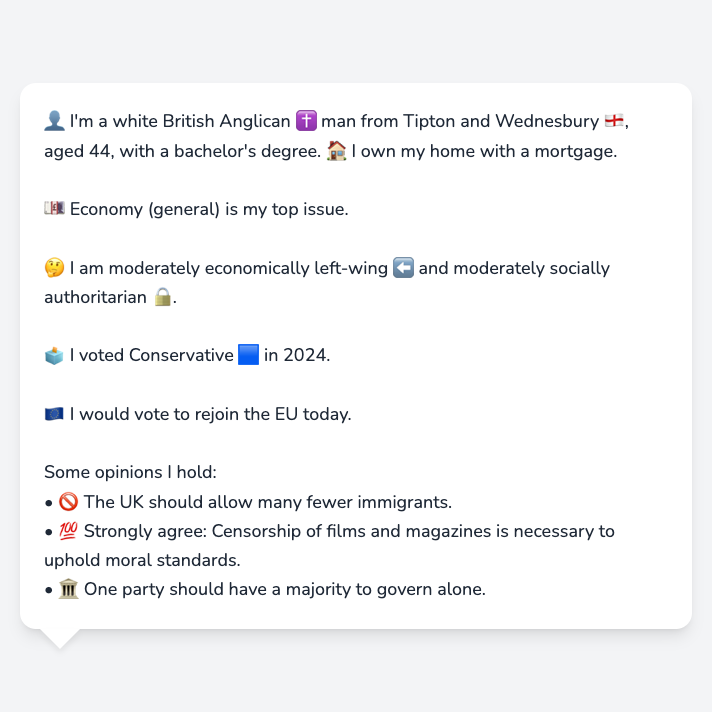 👤 I'm a white British Anglican ✝️ man from Tipton and Wednesbury 🏴󠁧󠁢󠁥󠁮󠁧󠁿,
aged 44, with a bachelor's degree. 🏠 I own my home with a mortgage.
💷 Economy (general) is my top issue.
🤔 I am moderately economically left-wing ⬅️ and moderately socially
authoritarian 🔒.
🗳️ I voted Conservative 🟦 in 2024.
🇪🇺 I would vote to rejoin the EU today.
Some opinions I hold:
• 🚫 The UK should allow many fewer immigrants.
• 💯 Strongly agree: Censorship of films and magazines is necessary to
uphold moral standards.
• 🏛️ One party should have a majority to govern alone.